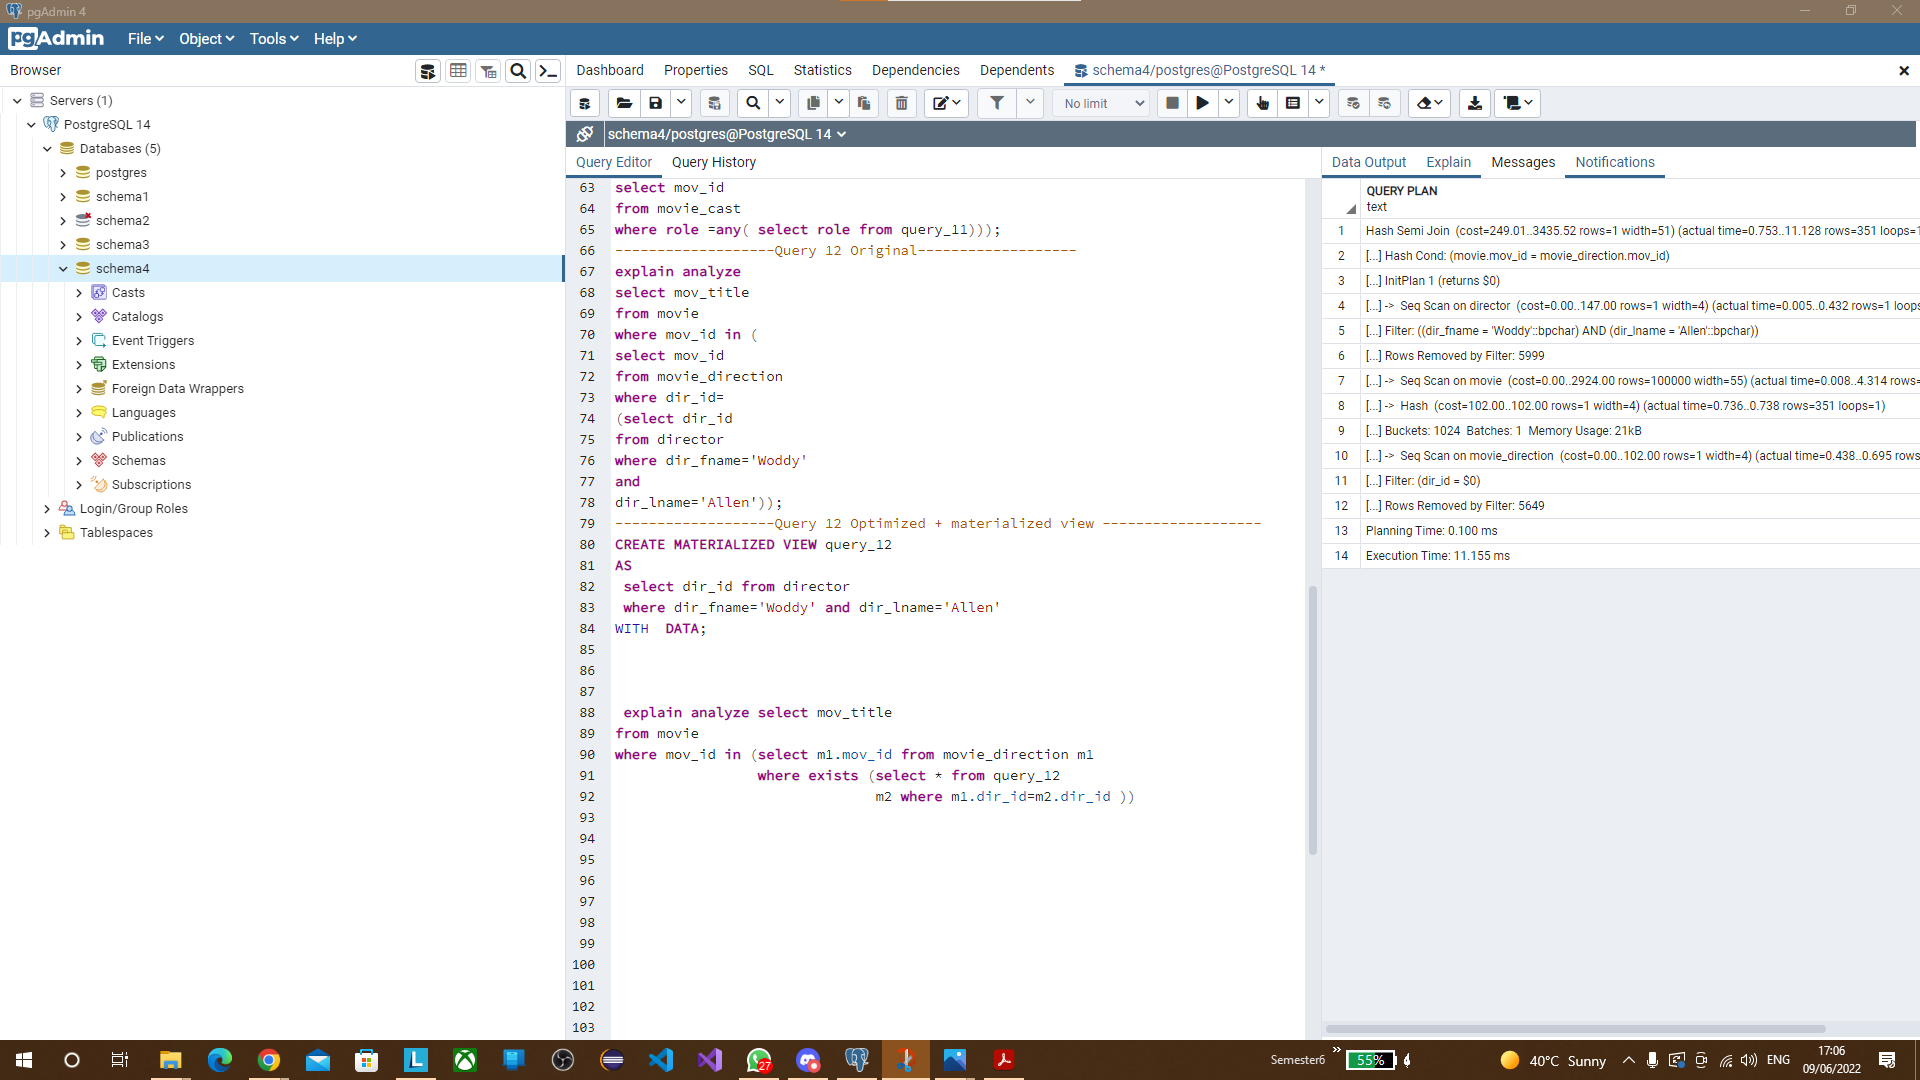 pgAdmin 4
pgAdmin
File
Object
Tools
Help
Browser
Servers (1)
PostgreSQL 14
Databases (5)
postgres
schema1
schema2
schema3
schema4
Casts
Catalogs
Event Triggers
Extensions
Foreign Data Wrappers
Languages
Publications
Schemas
Subscriptions
Login/Group Roles
Tablespaces
Dashboard Properties SQL Statistics Dependencies Dependents schema4/postgres@PostgreSQL 14 *
No limit
schema4/postgres@PostgreSQL 14
Query Editor Query History
63 select mov_id
64 from movie_cast
65 where role =any( select role from query_11)));
66 -------------------Query 12 Original-------------------
67 explain analyze
68 select mov_title
69 from movie
70 where mov_id in (
71 select mov_id
72 from movie_direction
73 where dir_id=
74 (select dir_id
75 from director
76 where dir_fname='Woddy'
77 and
78 dir_lname='Allen'));
79 -------------------Query 12 Optimized + materialized view -------------------
80 CREATE MATERIALIZED VIEW query_12
81 AS
82 select dir_id from director
83 where dir_fname='Woddy' and dir_lname='Allen'
84 WITH  DATA;
85
86
87
88 explain analyze select mov_title
89 from movie
90 where mov_id in (select m1.mov_id from movie_direction m1
91 where exists (select * from query_12
92 m2 where m1.dir_id=m2.dir_id ))
93
94
95
96
97
98
99
100
101
102
103
Data Output Explain Messages Notifications
QUERY PLAN
text
1 Hash Semi Join (cost=249.01..3435.52 rows=1 width=51) (actual time=0.753..11.128 rows=351 loops=1
2 [...] Hash Cond: (movie.mov_id = movie_direction.mov_id)
3 [...] InitPlan 1 (returns $0)
4 [...] -> Seq Scan on director (cost=0.00..147.00 rows=1 width=4) (actual time=0.005..0.432 rows=1 loops
5 [...] Filter: ((dir_fname = 'Woddy'::bpchar) AND (dir_lname = 'Allen'::bpchar))
6 [...] Rows Removed by Filter: 5999
7 [...] -> Seq Scan on movie (cost=0.00..2924.00 rows=100000 width=55) (actual time=0.008..4.314 rows=
8 [...] -> Hash (cost=102.00..102.00 rows=1 width=4) (actual time=0.736..0.738 rows=351 loops=1)
9 [...] Buckets: 1024 Batches: 1 Memory Usage: 21kB
10 [...] -> Seq Scan on movie_direction (cost=0.00..102.00 rows=1 width=4) (actual time=0.438..0.695 rows
11 [...] Filter: (dir_id = $0)
12 [...] Rows Removed by Filter: 5649
13 Planning Time: 0.100 ms
14 Execution Time: 11.155 ms
L
27
Semester6
55%
40°C Sunny
ENG
17:06
09/06/2022